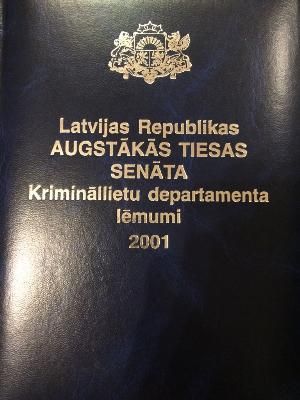 Latvijas Republikas
AUGSTĀKĀS TIESAS
SENĀTA
Krimināllietu departamenta
lēmumi
2001